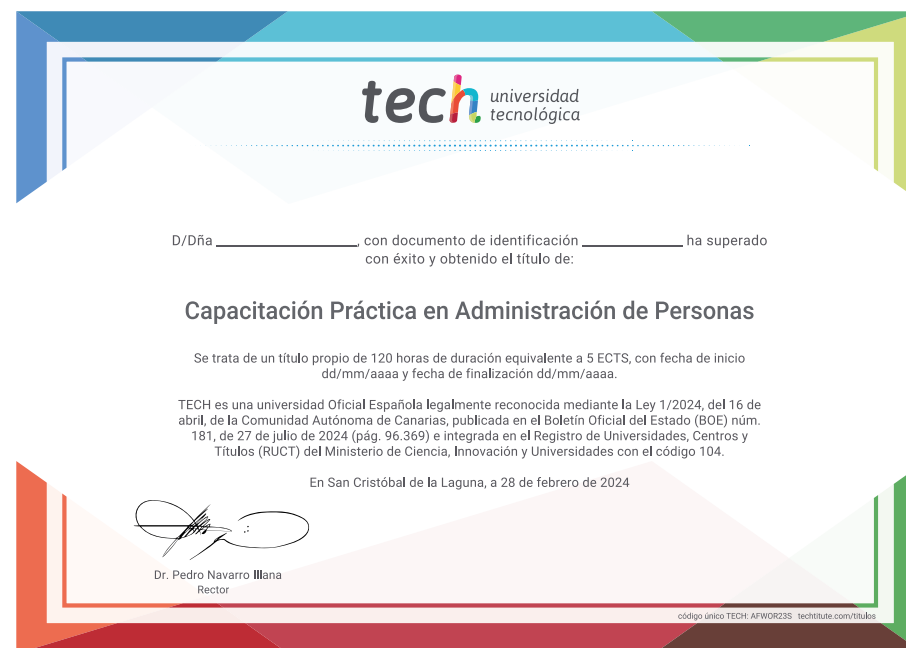 tech universidad
tecnológica
D/Dña ________________, con documento de identificación ____________ ha superado
con éxito y obtenido el título de:
Capacitación Práctica en Administración de Personas
Se trata de un título propio de 120 horas de duración equivalente a 5 ECTS, con fecha de inicio
dd/mm/aaaa y fecha de finalización dd/mm/aaaa.
TECH es una universidad Oficial Española legalmente reconocida mediante la Ley 1/2024, del 16 de
abril, de la Comunidad Autónoma de Canarias, publicada en el Boletín Oficial del Estado (BOE) núm.
181, de 27 de julio de 2024 (pág. 96.369) e integrada en el Registro de Universidades, Centros y
Títulos (RUCT) del Ministerio de Ciencia, Innovación y Universidades con el código 104.
En San Cristóbal de la Laguna, a 28 de febrero de 2024
Dr. Pedro Navarro Illana
Rector
código único TECH: AFWOR23S techtitute.com/titulos